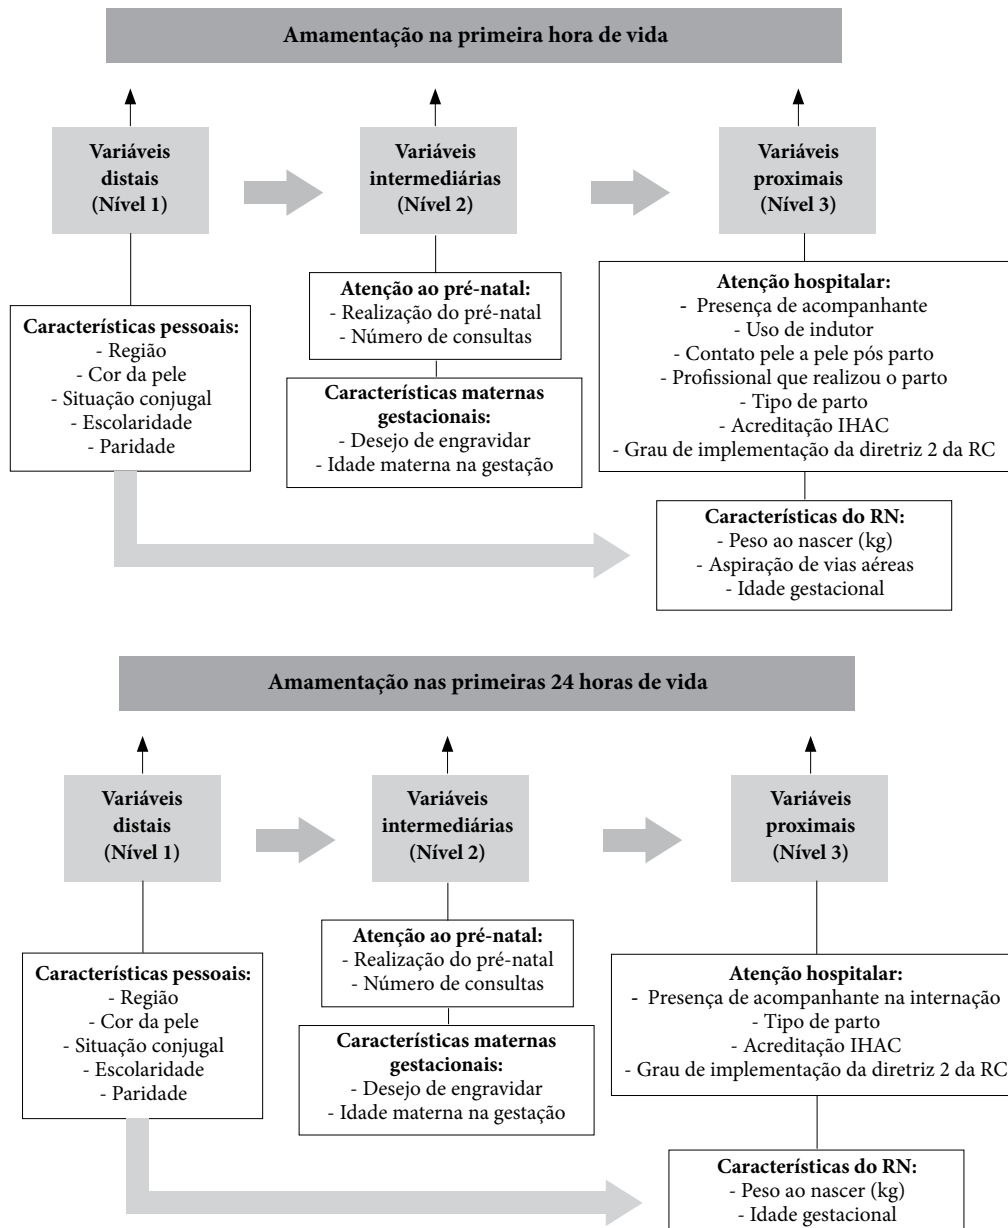 Amamentação na primeira hora de vida
Variáveis
distais
(Nível 1)
Variáveis
intermediárias
(Nível 2)
Variáveis
proximais
(Nível 3)
Características pessoais:
- Região
- Cor da pele
- Situação conjugal
- Escolaridade
- Paridade
Atenção ao pré-natal:
- Realização do pré-natal
- Número de consultas
Características maternas
gestacionais:
- Desejo de engravidar
- Idade materna na gestação
Atenção hospitalar:
- Presença de acompanhante
- Uso de indutor
- Contato pele a pele pós parto
- Profissional que realizou o parto
- Tipo de parto
- Acreditação IHAC
- Grau de implementação da diretriz 2 da RC
Características do RN:
- Peso ao nascer (kg)
- Aspiração de vias aéreas
- Idade gestacional
Amamentação nas primeiras 24 horas de vida
Variáveis
distais
(Nível 1)
Variáveis
intermediárias
(Nível 2)
Variáveis
proximais
(Nível 3)
Características pessoais:
- Região
- Cor da pele
- Situação conjugal
- Escolaridade
- Paridade
Atenção ao pré-natal:
- Realização do pré-natal
- Número de consultas
Características maternas
gestacionais:
- Desejo de engravidar
- Idade materna na gestação
Atenção hospitalar:
- Presença de acompanhante na internação
- Tipo de parto
- Acreditação IHAC
- Grau de implementação da diretriz 2 da RC
Características do RN:
- Peso ao nascer (kg)
- Idade gestacional